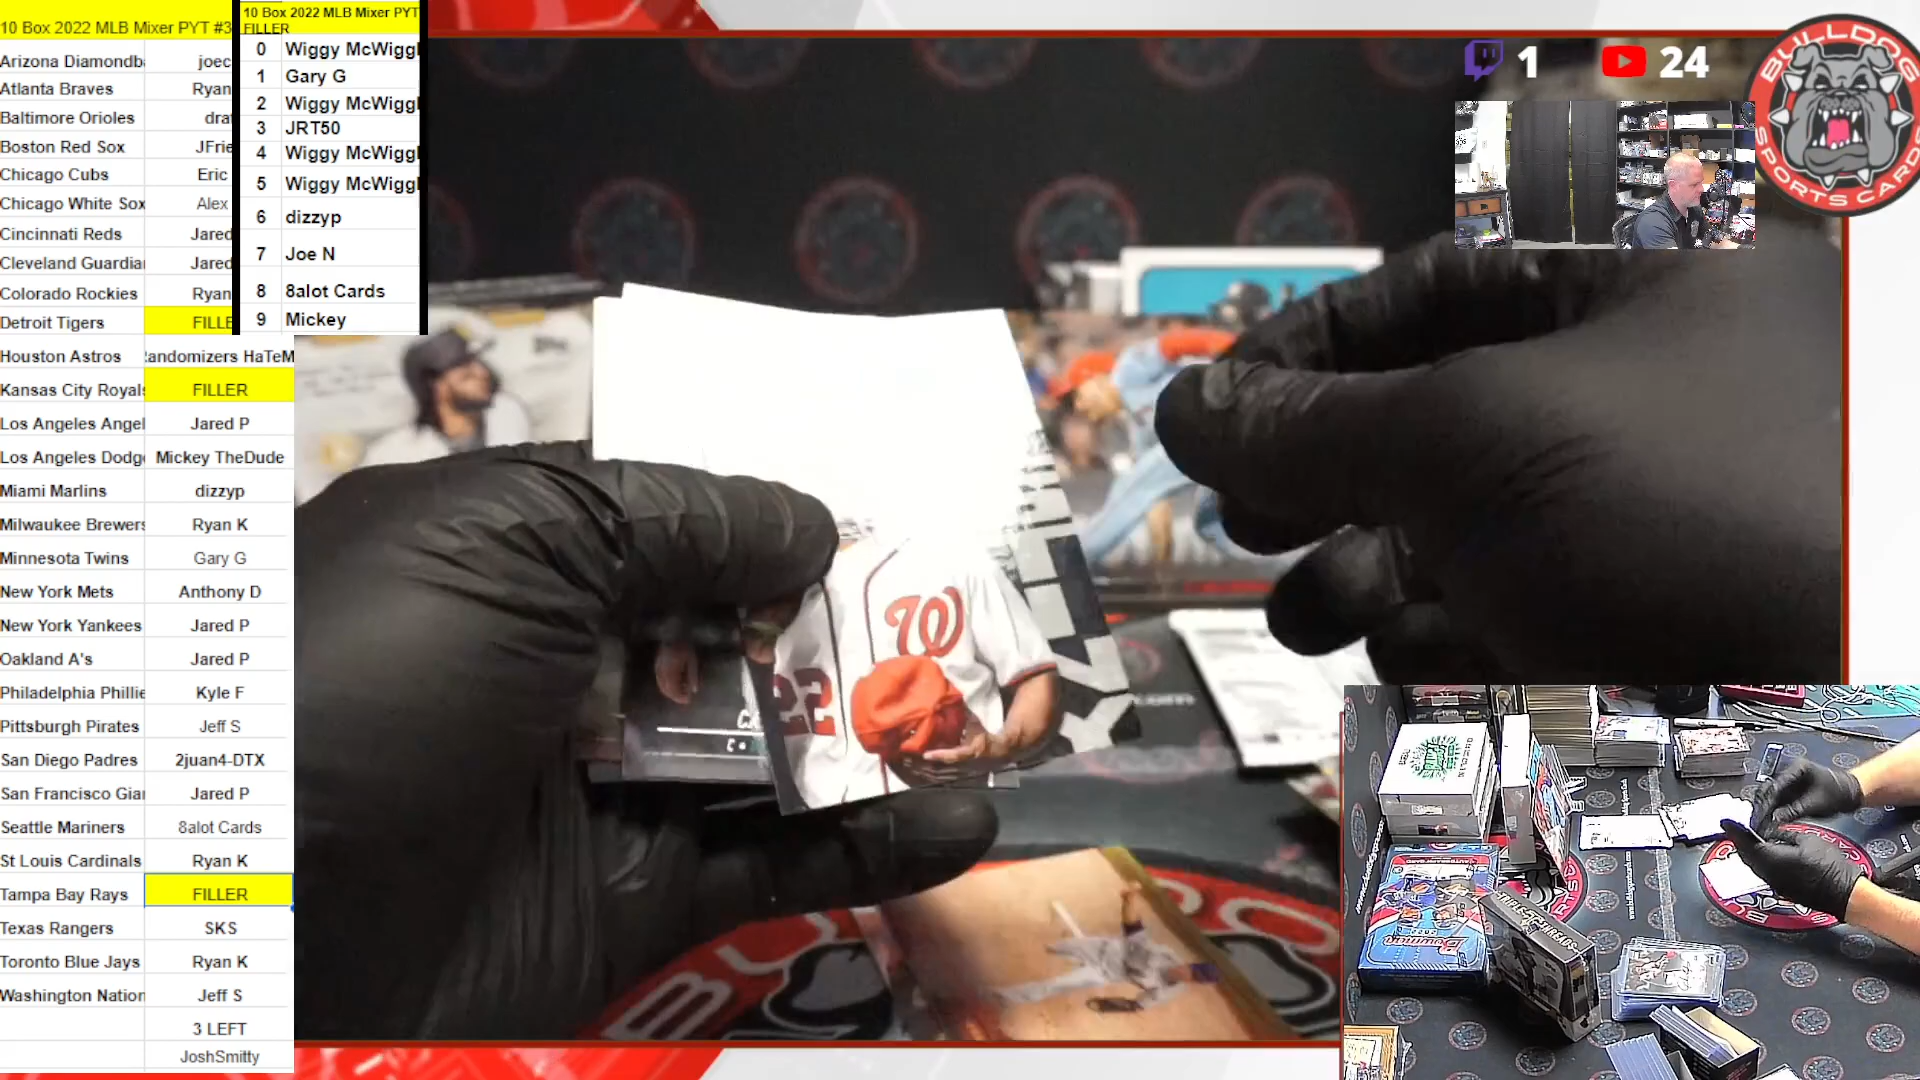 10 Box 2022 MLB Mixer PYT #3
Arizona Diamondb joec
Atlanta Braves Ryan
Baltimore Orioles dra
Boston Red Sox JFrie
Chicago Cubs Eric
Chicago White Sox Alex
Cincinnati Reds Jared
Cleveland Guardia Jared
Colorado Rockies Ryan
Detroit Tigers FILLE
Houston Astros andomizers HaTeM
Kansas City Royals FILLER
Los Angeles Angel Jared P
Los Angeles Dodg Mickey TheDude
Miami Marlins dizzyp
Milwaukee Brewers Ryan K
Minnesota Twins Gary G
New York Mets Anthony D
New York Yankees Jared P
Oakland A's Jared P
Philadelphia Phillie Kyle F
Pittsburgh Pirates Jeff S
San Diego Padres 2juan4-DTX
San Francisco Gia Jared P
Seattle Mariners 8alot Cards
St Louis Cardinals Ryan K
Tampa Bay Rays FILLER
Texas Rangers SKS
Toronto Blue Jays Ryan K
Washington Nation Jeff S
3 LEFT
JoshSmitty
10 Box 2022 MLB Mixer PYT
FILLER
0 Wiggy McWiggl
1 Gary G
2 Wiggy McWiggl
3 JRT50
4 Wiggy McWiggl
5 Wiggy McWiggl
6 dizzyp
7 Joe N
8 8alot Cards
9 Mickey
1
24
BULLDOG
SPORTS CARDS
W
22
Bowman
2022